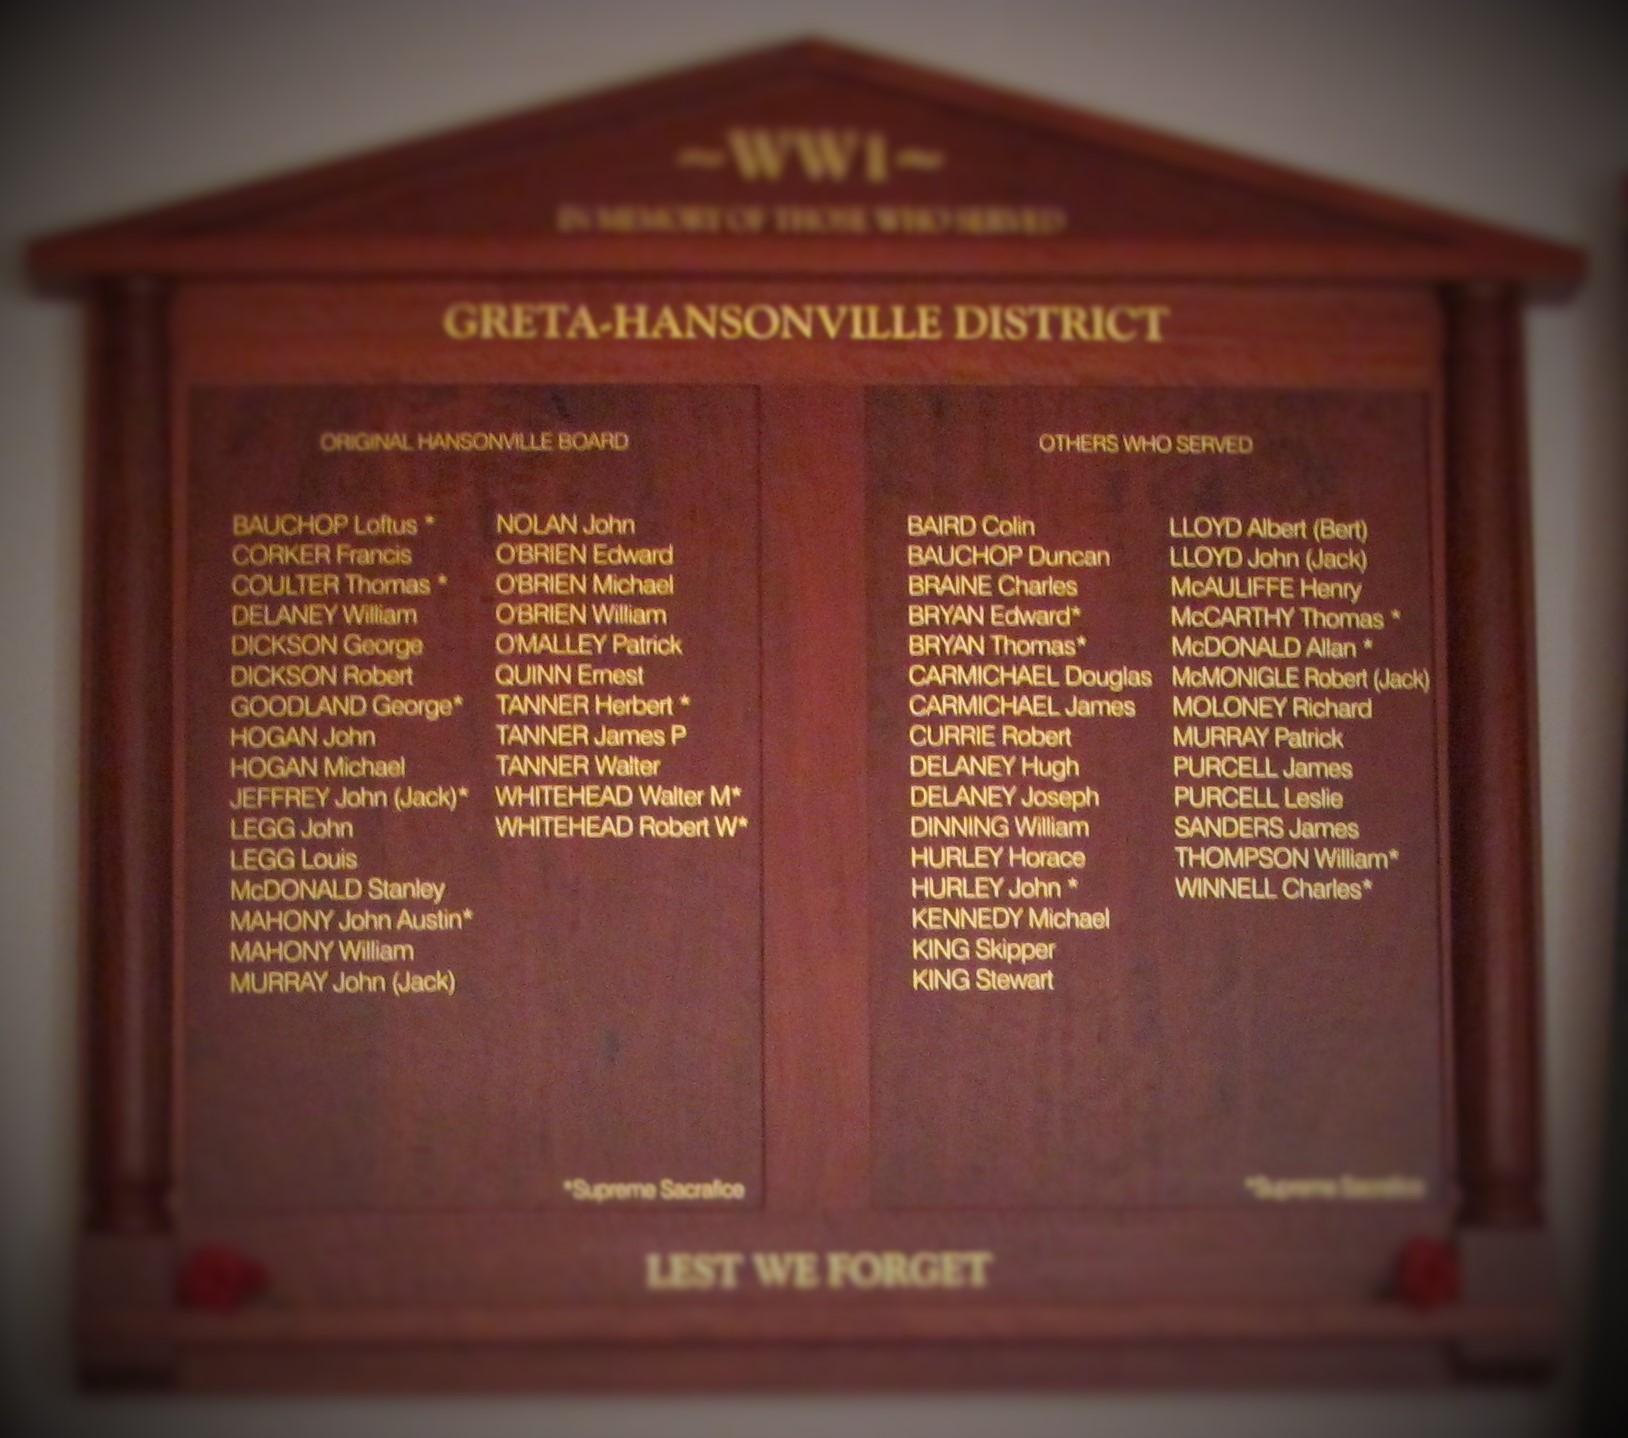 ~WW1~
IN MEMORY OF THOSE WHO SERVED
GRETA-HANSONVILLE DISTRICT
ORIGINAL HANSONVILLE BOARD
BAUCHOP Loftus *
CORKER Francis
COULTER Thomas *
DELANEY William
DICKSON George
DICKSON Robert
GOODLAND George*
HOGAN John
HOGAN Michael
JEFFREY John (Jack)*
LEGG John
LEGG Louis
McDONALD Stanley
MAHONY John Austin*
MAHONY William
MURRAY John (Jack)
NOLAN John
O'BRIEN Edward
O'BRIEN Michael
O'BRIEN William
O'MALLEY Patrick
QUINN Ernest
TANNER Herbert *
TANNER James P
TANNER Walter
WHITEHEAD Walter M*
WHITEHEAD Robert W*
*Supreme Sacrafice
OTHERS WHO SERVED
BAIRD Colin
BAUCHOP Duncan
BRAINE Charles
BRYAN Edward*
BRYAN Thomas*
CARMICHAEL Douglas
CARMICHAEL James
CURRIE Robert
DELANEY Hugh
DELANEY Joseph
DINNING William
HURLEY Horace
HURLEY John *
KENNEDY Michael
KING Skipper
KING Stewart
LLOYD Albert (Bert)
LLOYD John (Jack)
McAULIFFE Henry
McCARTHY Thomas *
McDONALD Allan *
McMONIGLE Robert (Jack)
MOLONEY Richard
MURRAY Patrick
PURCELL James
PURCELL Leslie
SANDERS James
THOMPSON William*
WINNELL Charles*
*Supreme
LEST WE FORGET